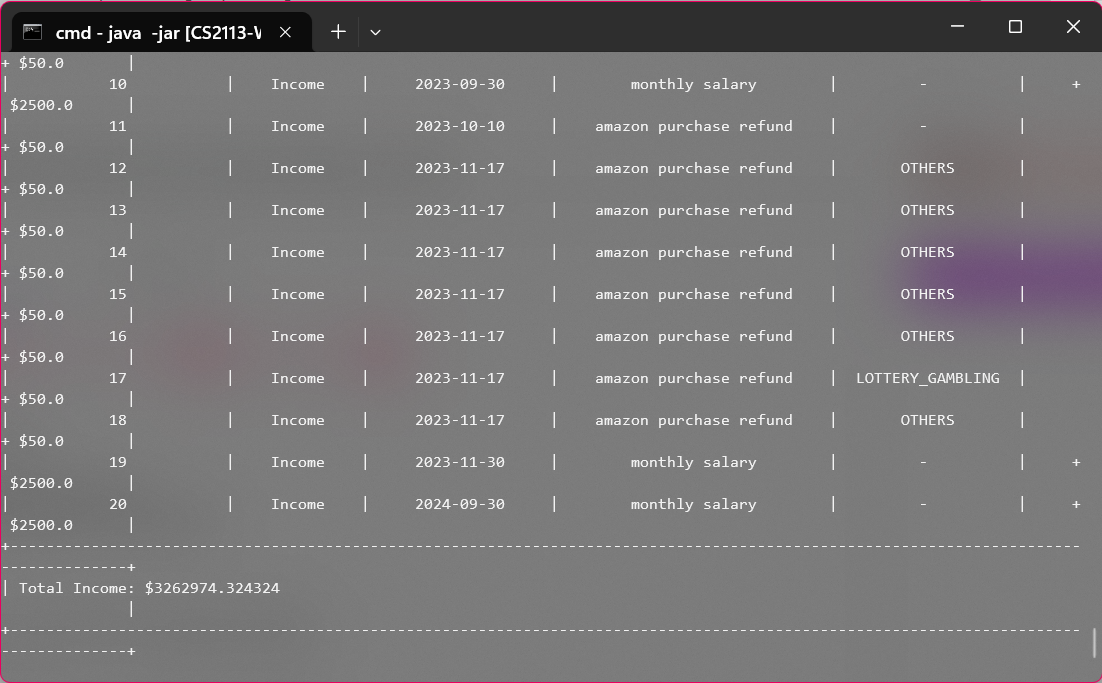 cmd - java -jar [CS2113-V
+ $50.0 |
| 10 | Income | 2023-09-30 | monthly salary | - | +
$2500.0 |
| 11 | Income | 2023-10-10 | amazon purchase refund | - |
+ $50.0 |
| 12 | Income | 2023-11-17 | amazon purchase refund | OTHERS |
+ $50.0 |
| 13 | Income | 2023-11-17 | amazon purchase refund | OTHERS |
+ $50.0 |
| 14 | Income | 2023-11-17 | amazon purchase refund | OTHERS |
+ $50.0 |
| 15 | Income | 2023-11-17 | amazon purchase refund | OTHERS |
+ $50.0 |
| 16 | Income | 2023-11-17 | amazon purchase refund | OTHERS |
+ $50.0 |
| 17 | Income | 2023-11-17 | amazon purchase refund | LOTTERY_GAMBLING |
+ $50.0 |
| 18 | Income | 2023-11-17 | amazon purchase refund | OTHERS |
+ $50.0 |
| 19 | Income | 2023-11-30 | monthly salary | - | +
$2500.0 |
| 20 | Income | 2024-09-30 | monthly salary | - | +
$2500.0 |
+-----------------------------------------------------------------------------------------------------------------------
--------------+
| Total Income: $3262974.324324
|
+-----------------------------------------------------------------------------------------------------------------------
--------------+